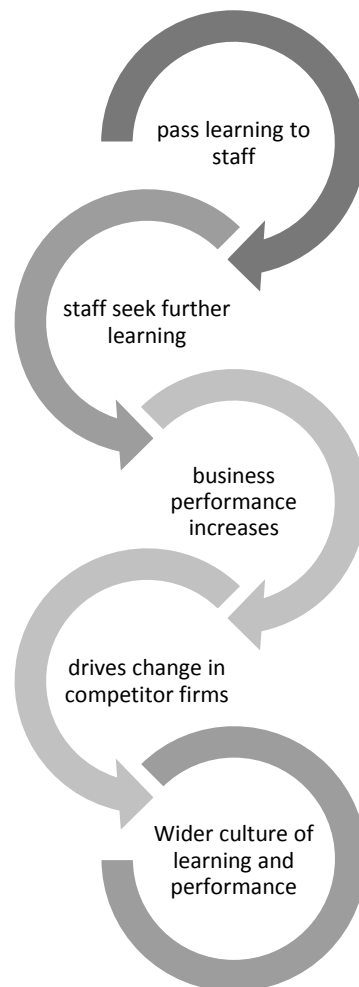 pass learning to
staff
staff seek further
learning
business
performance
increases
drives change in
competitor firms
Wider culture of
learning and
performance